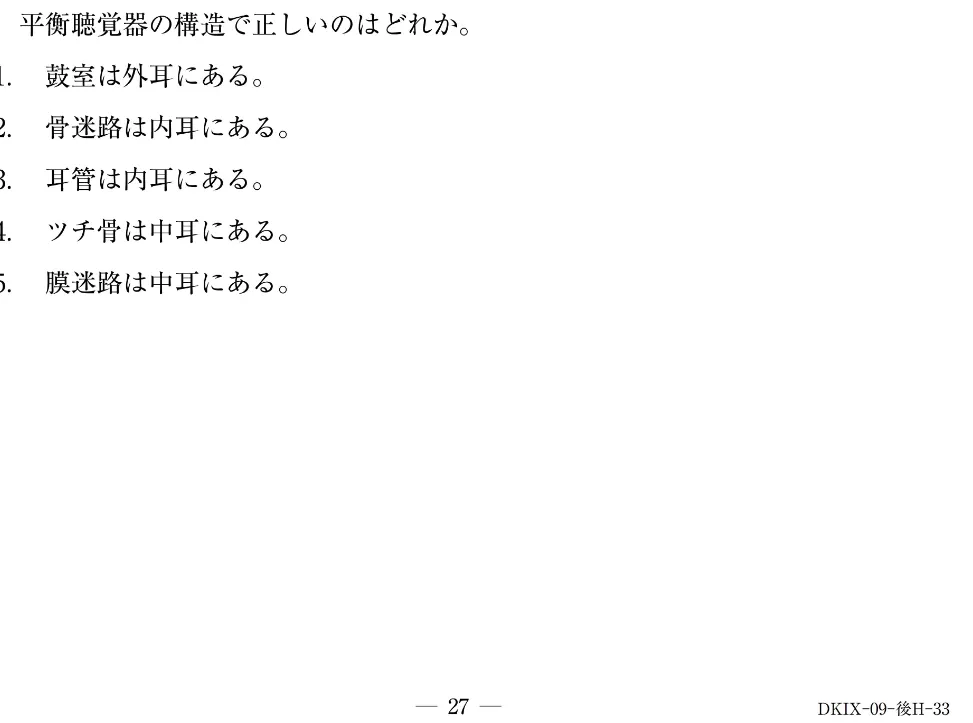 平衡聴覚器の構造で正しいのはどれか。
1. 鼓室は外耳にある。
2. 骨迷路は内耳にある。
3. 耳管は内耳にある。
4. ツチ骨は中耳にある。
5. 膜迷路は中耳にある。
— 27 —
DKIX-09-後H-33